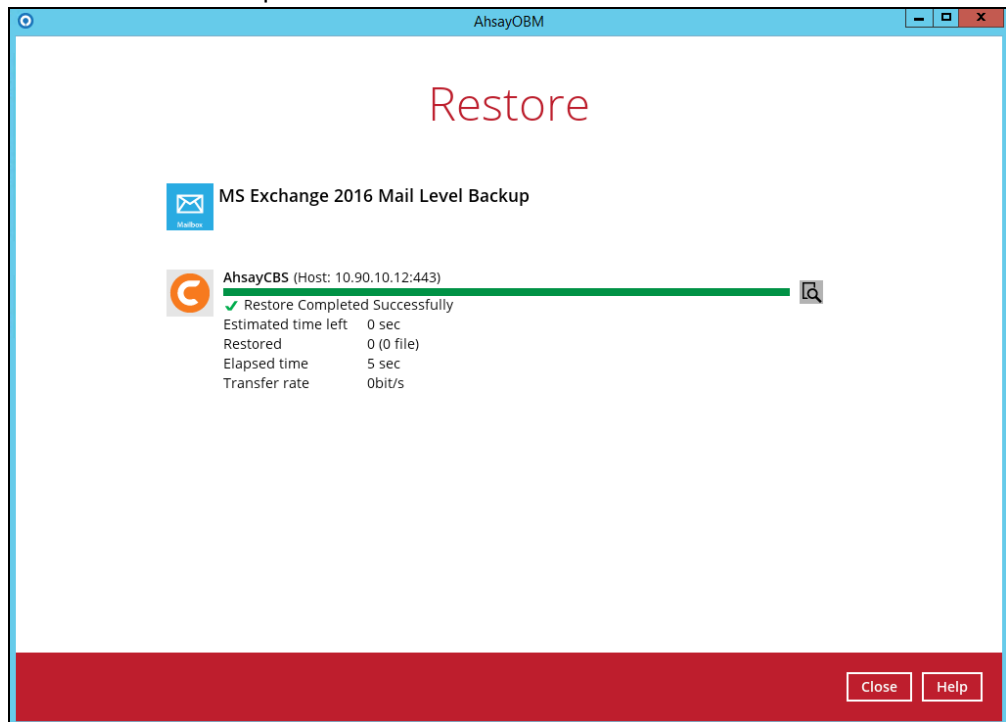 AhsayOBM
Restore
MS Exchange 2016 Mail Level Backup
Mailbox
AhsayCBS (Host: 10.90.10.12:443)
Restore Completed Successfully
Estimated time left 0 sec
Restored 0 (0 file)
Elapsed time 5 sec
Transfer rate 0bit/s
Close Help